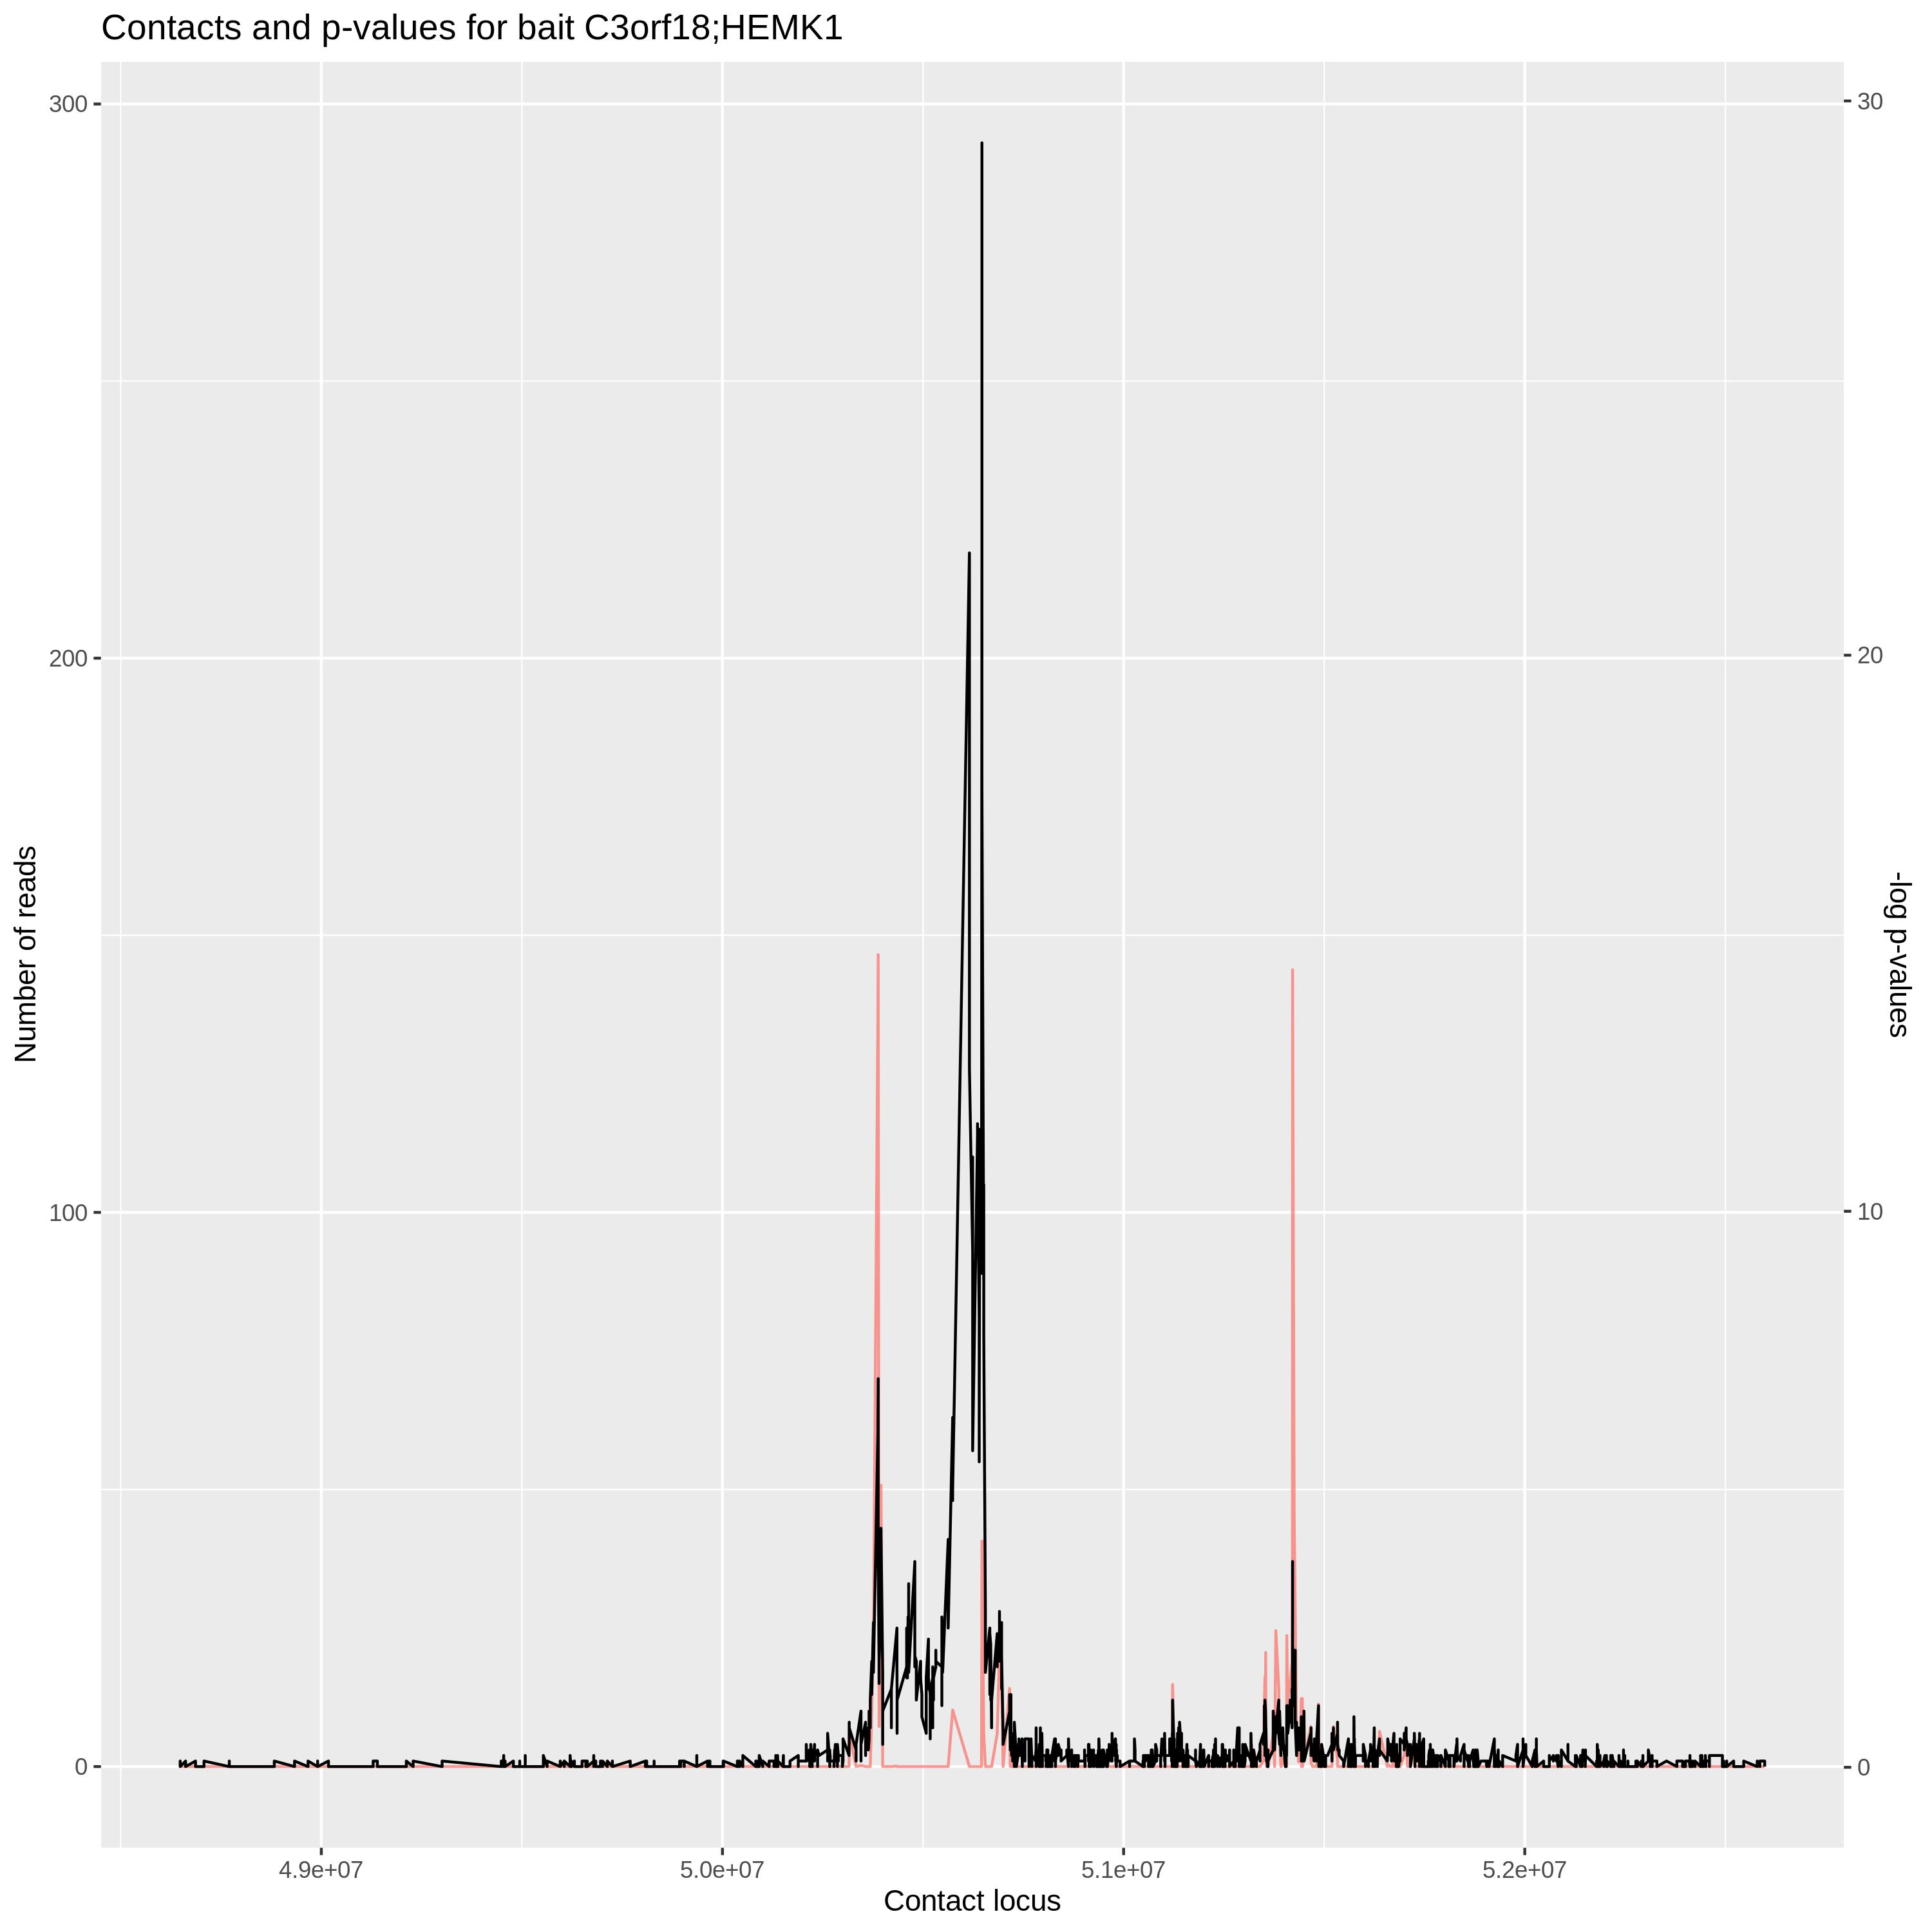 Contacts and p-values for bait C3orf18;HEMK1
300
200
100
0
Number of reads
30
20
10
0
-log p-values
4.9e+07
5.0e+07
5.1e+07
5.2e+07
Contact locus